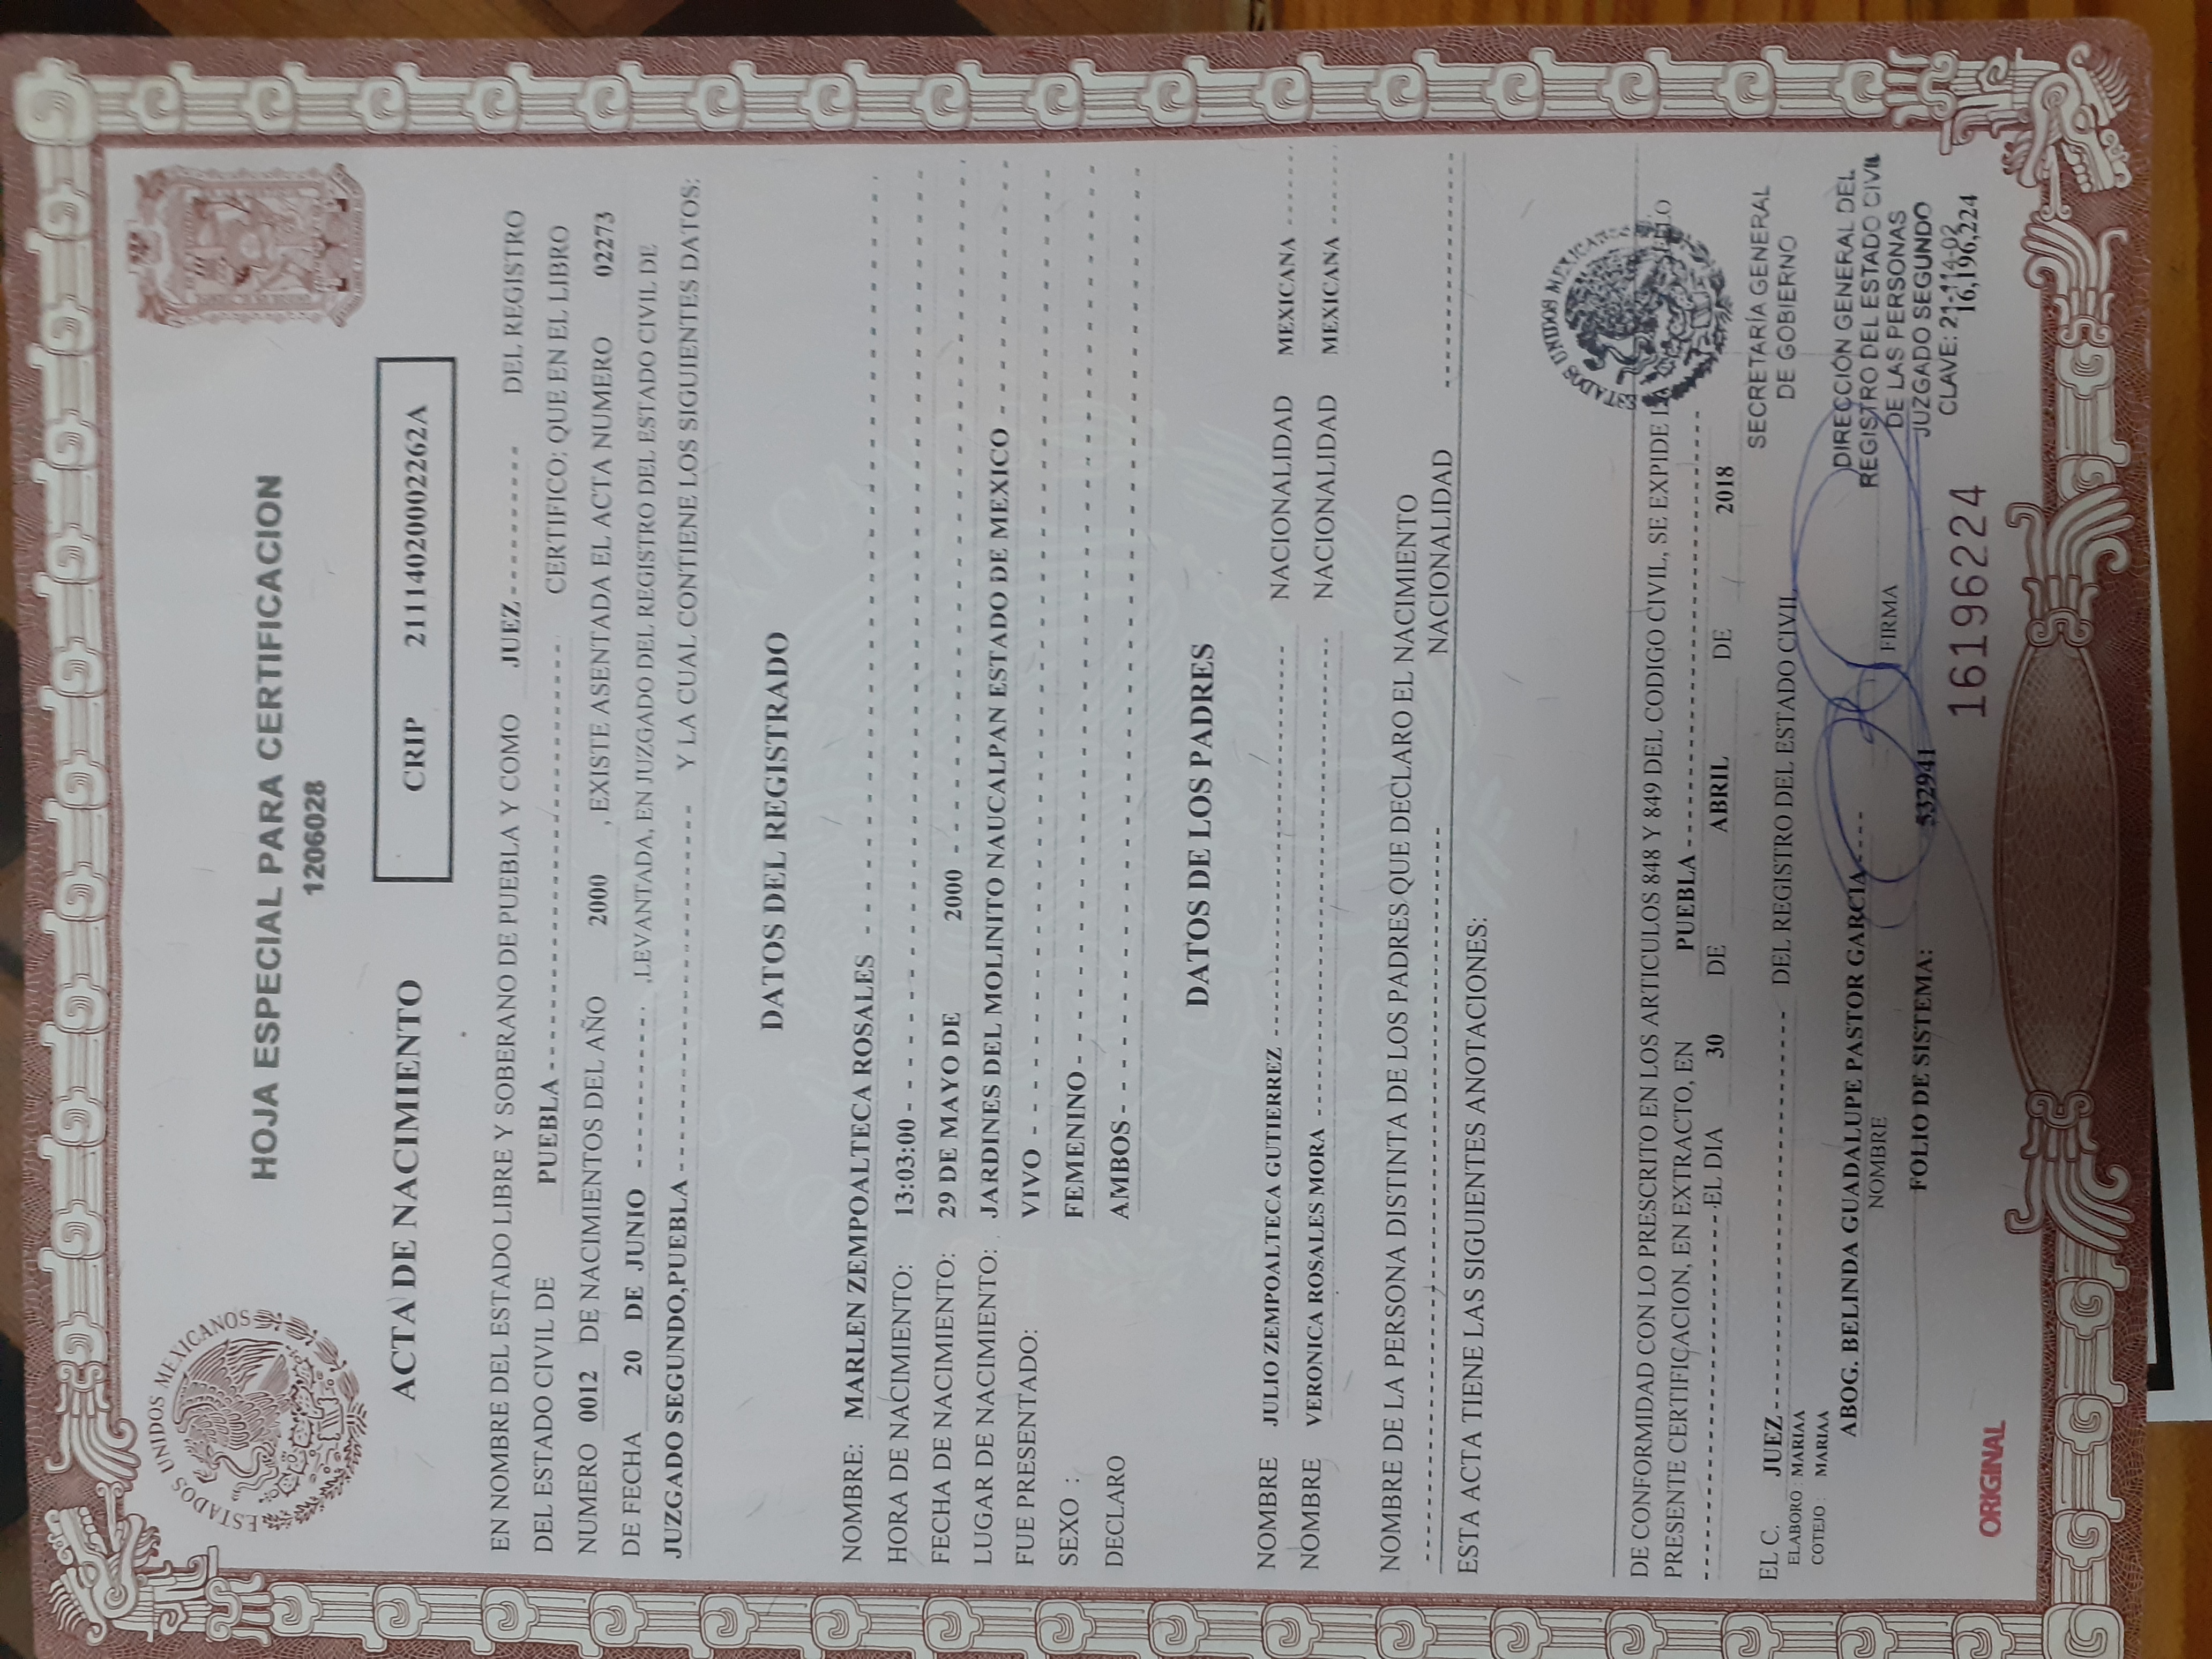 ESTADOS UNIDOS MEXICANOS
HOJA ESPECIAL PARA CERTIFICACION
1206028
ACTA DE NACIMIENTO
CRIP 21114020002262A
EN NOMBRE DEL ESTADO LIBRE Y SOBERANO DE PUEBLA Y COMO JUEZ --------- DEL REGISTRO
DEL ESTADO CIVIL DE PUEBLA ------------------------------ CERTIFICO; QUE EN EL LIBRO
NUMERO 0012 DE NACIMIENTOS DEL AÑO 2000 , EXISTE ASENTADA EL ACTA NUMERO 02273
DE FECHA 20 DE JUNIO ------------ ,LEVANTADA, EN JUZGADO DEL REGISTRO DEL ESTADO CIVIL DE
JUZGADO SEGUNDO,PUEBLA ------------------------------ Y LA CUAL CONTIENE LOS SIGUIENTES DATOS:
DATOS DEL REGISTRADO
NOMBRE: MARLEN ZEMPOALTECA ROSALES - - - - - - - - - - - - - - - - - - - -
HORA DE NACIMIENTO: 13:03:00 - - - - - - - - - - - - - - - - - - - -
FECHA DE NACIMIENTO: 29 DE MAYO DE 2000 - - - - - - - - - - - - - - - - - - - -
LUGAR DE NACIMIENTO: JARDINES DEL MOLINITO NAUCALPAN ESTADO DE MEXICO - - - - - - - - - -
FUE PRESENTADO: VIVO - - - - - - - - - - - - - - - - - - - -
SEXO : FEMENINO - - - - - - - - - - - - - - - - - - - -
DECLARO AMBOS - - - - - - - - - - - - - - - - - - - -
DATOS DE LOS PADRES
NOMBRE JULIO ZEMPOALTECA GUTIERREZ ------------------------------ NACIONALIDAD MEXICANA ------
NOMBRE VERONICA ROSALES MORA ------------------------------ NACIONALIDAD MEXICANA ------
NOMBRE DE LA PERSONA DISTINTA DE LOS PADRES QUE DECLARO EL NACIMIENTO
------------------------------ NACIONALIDAD ---------------
ESTA ACTA TIENE LAS SIGUIENTES ANOTACIONES:
DE CONFORMIDAD CON LO PRESCRITO EN LOS ARTICULOS 848 Y 849 DEL CODIGO CIVIL, SE EXPIDE LA
PRESENTE CERTIFICACION, EN EXTRACTO, EN PUEBLA ------------------------------
------------------------------ EL DIA 30 DE ABRIL DE 2018
ESTADOS UNIDOS MEXICANOS
SECRETARÍA GENERAL
DE GOBIERNO
EL C. JUEZ ------------------------------ DEL REGISTRO DEL ESTADO CIVIL
ELABORO : MARIAA
COTEJO : MARIAA
DIRECCIÓN GENERAL DEL
REGISTRO DEL ESTADO CIVIL
DE LAS PERSONAS
JUZGADO SEGUNDO
CLAVE: 21-114-02
ABOG. BELINDA GUADALUPE PASTOR GARCIA----
NOMBRE FIRMA
FOLIO DE SISTEMA: 532941
16,196,224
ORIGINAL
16196224